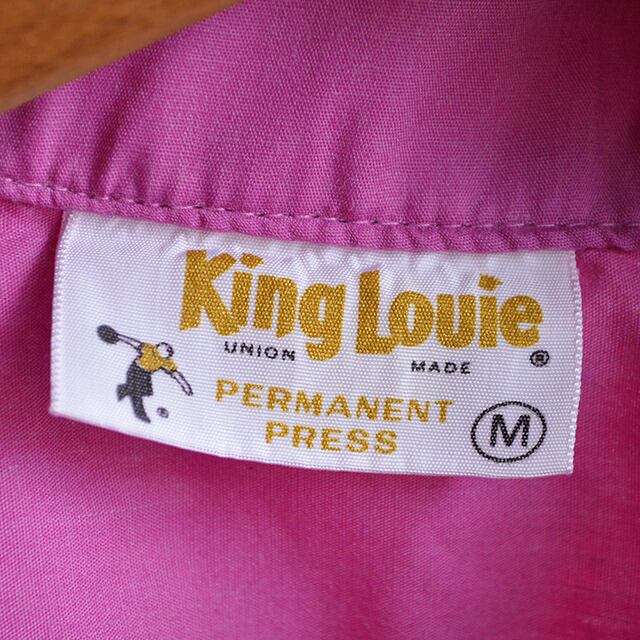 King Louie ®
UNION MADE
PERMANENT
PRESS
®
M